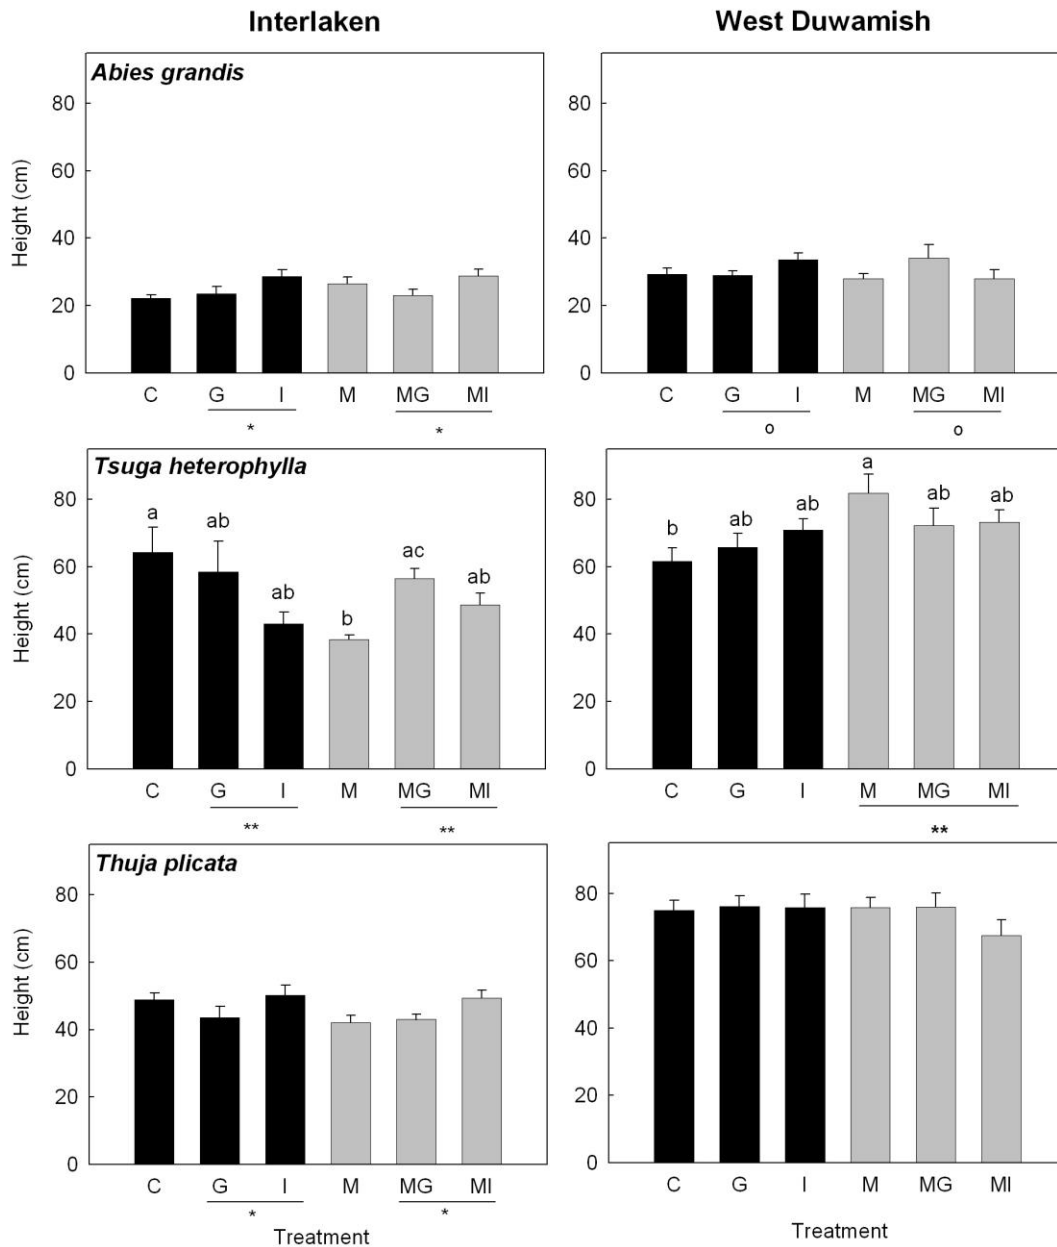 Interlaken West Duwamish
Abies grandis
Height (cm)
80
60
40
20
0
C G I M MG MI
* *
80
60
40
20
0
C G I M MG MI
o o
Tsuga heterophylla
Height (cm)
80
60
40
20
0
a ab ab b ac ab
C G I M MG MI
** **
80
60
40
20
0
b ab ab a ab ab
C G I M MG MI
**
Thuja plicata
Height (cm)
80
60
40
20
0
C G I M MG MI
* *
Treatment
80
60
40
20
0
C G I M MG MI
Treatment